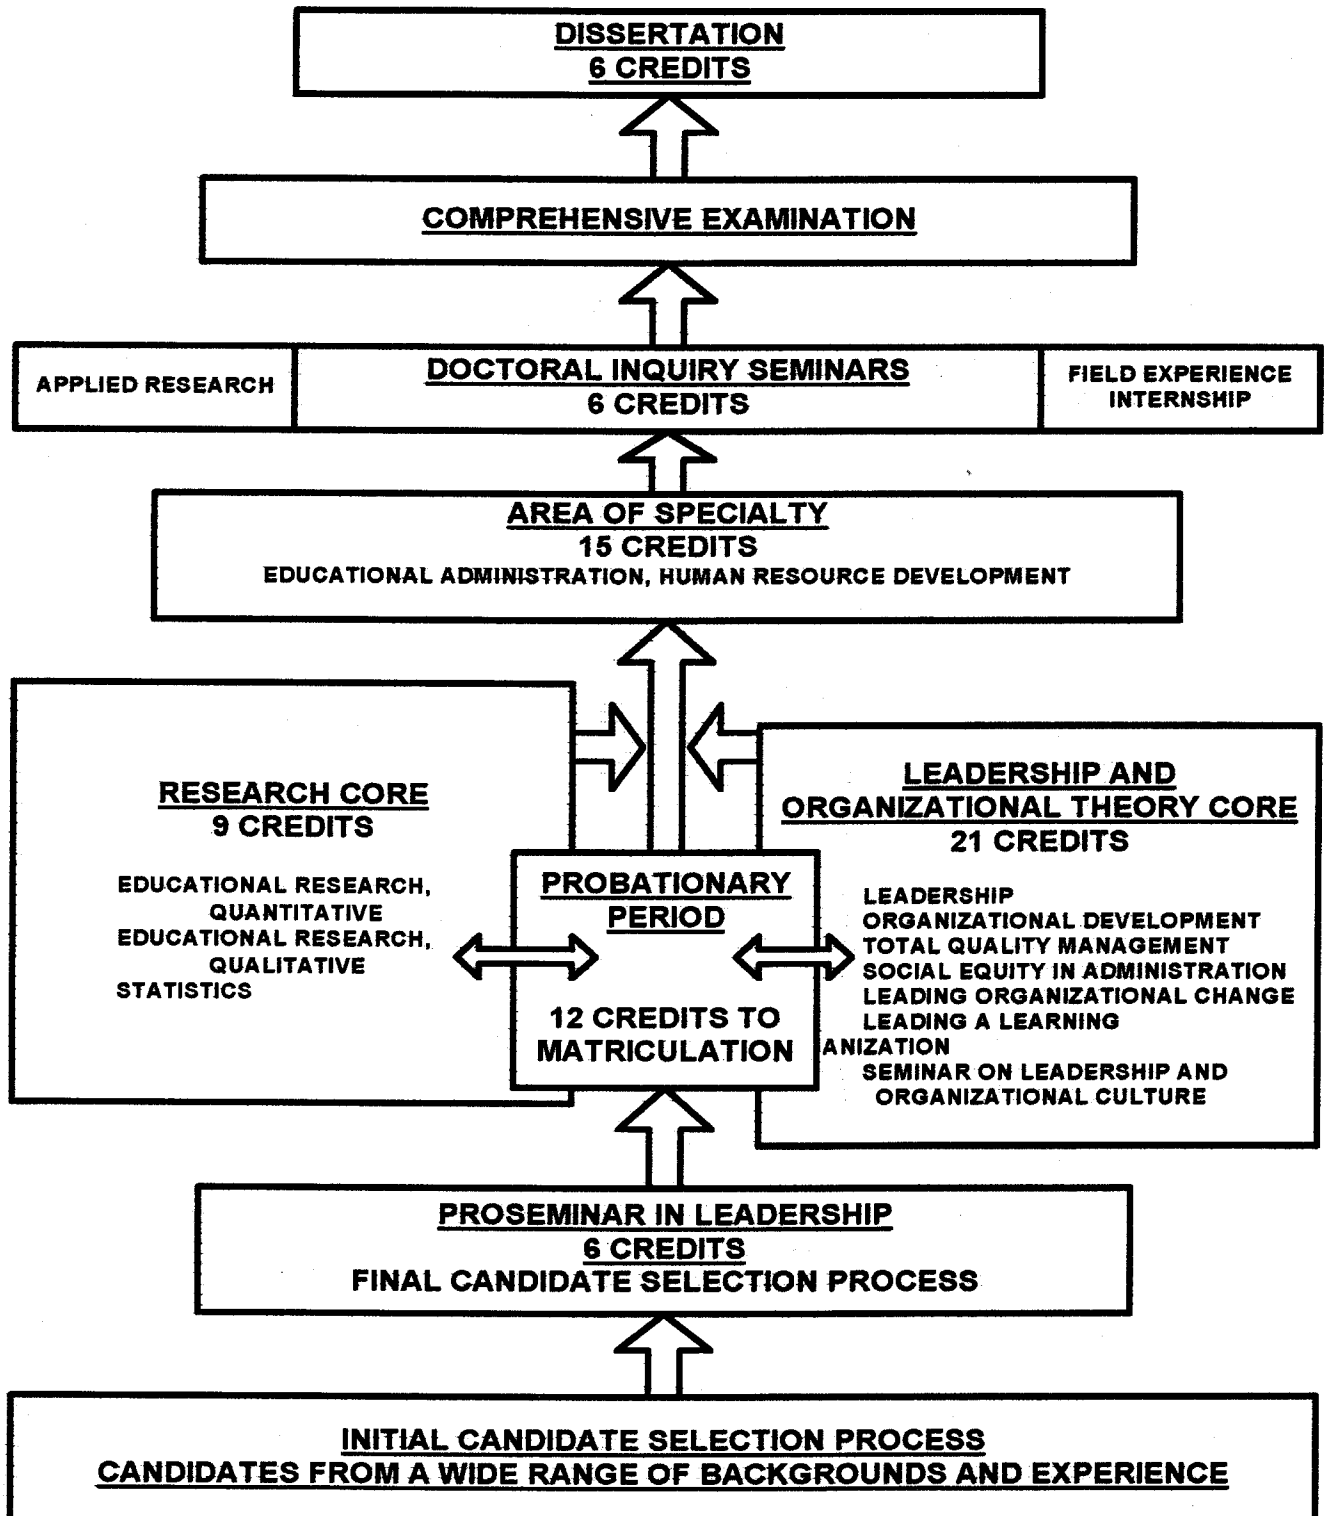 DISSERTATION
6 CREDITS
COMPREHENSIVE EXAMINATION
APPLIED RESEARCH
DOCTORAL INQUIRY SEMINARS
6 CREDITS
FIELD EXPERIENCE
INTERNSHIP
AREA OF SPECIALTY
15 CREDITS
EDUCATIONAL ADMINISTRATION, HUMAN RESOURCE DEVELOPMENT
RESEARCH CORE
9 CREDITS
EDUCATIONAL RESEARCH,
QUANTITATIVE
EDUCATIONAL RESEARCH,
QUALITATIVE
STATISTICS
PROBATIONARY
PERIOD
12 CREDITS TO
MATRICULATION
LEADERSHIP AND
ORGANIZATIONAL THEORY CORE
21 CREDITS
LEADERSHIP
ORGANIZATIONAL DEVELOPMENT
TOTAL QUALITY MANAGEMENT
SOCIAL EQUITY IN ADMINISTRATION
LEADING ORGANIZATIONAL CHANGE
LEADING A LEARNING
ANIZATION
SEMINAR ON LEADERSHIP AND
ORGANIZATIONAL CULTURE
PROSEMINAR IN LEADERSHIP
6 CREDITS
FINAL CANDIDATE SELECTION PROCESS
INITIAL CANDIDATE SELECTION PROCESS
CANDIDATES FROM A WIDE RANGE OF BACKGROUNDS AND EXPERIENCE